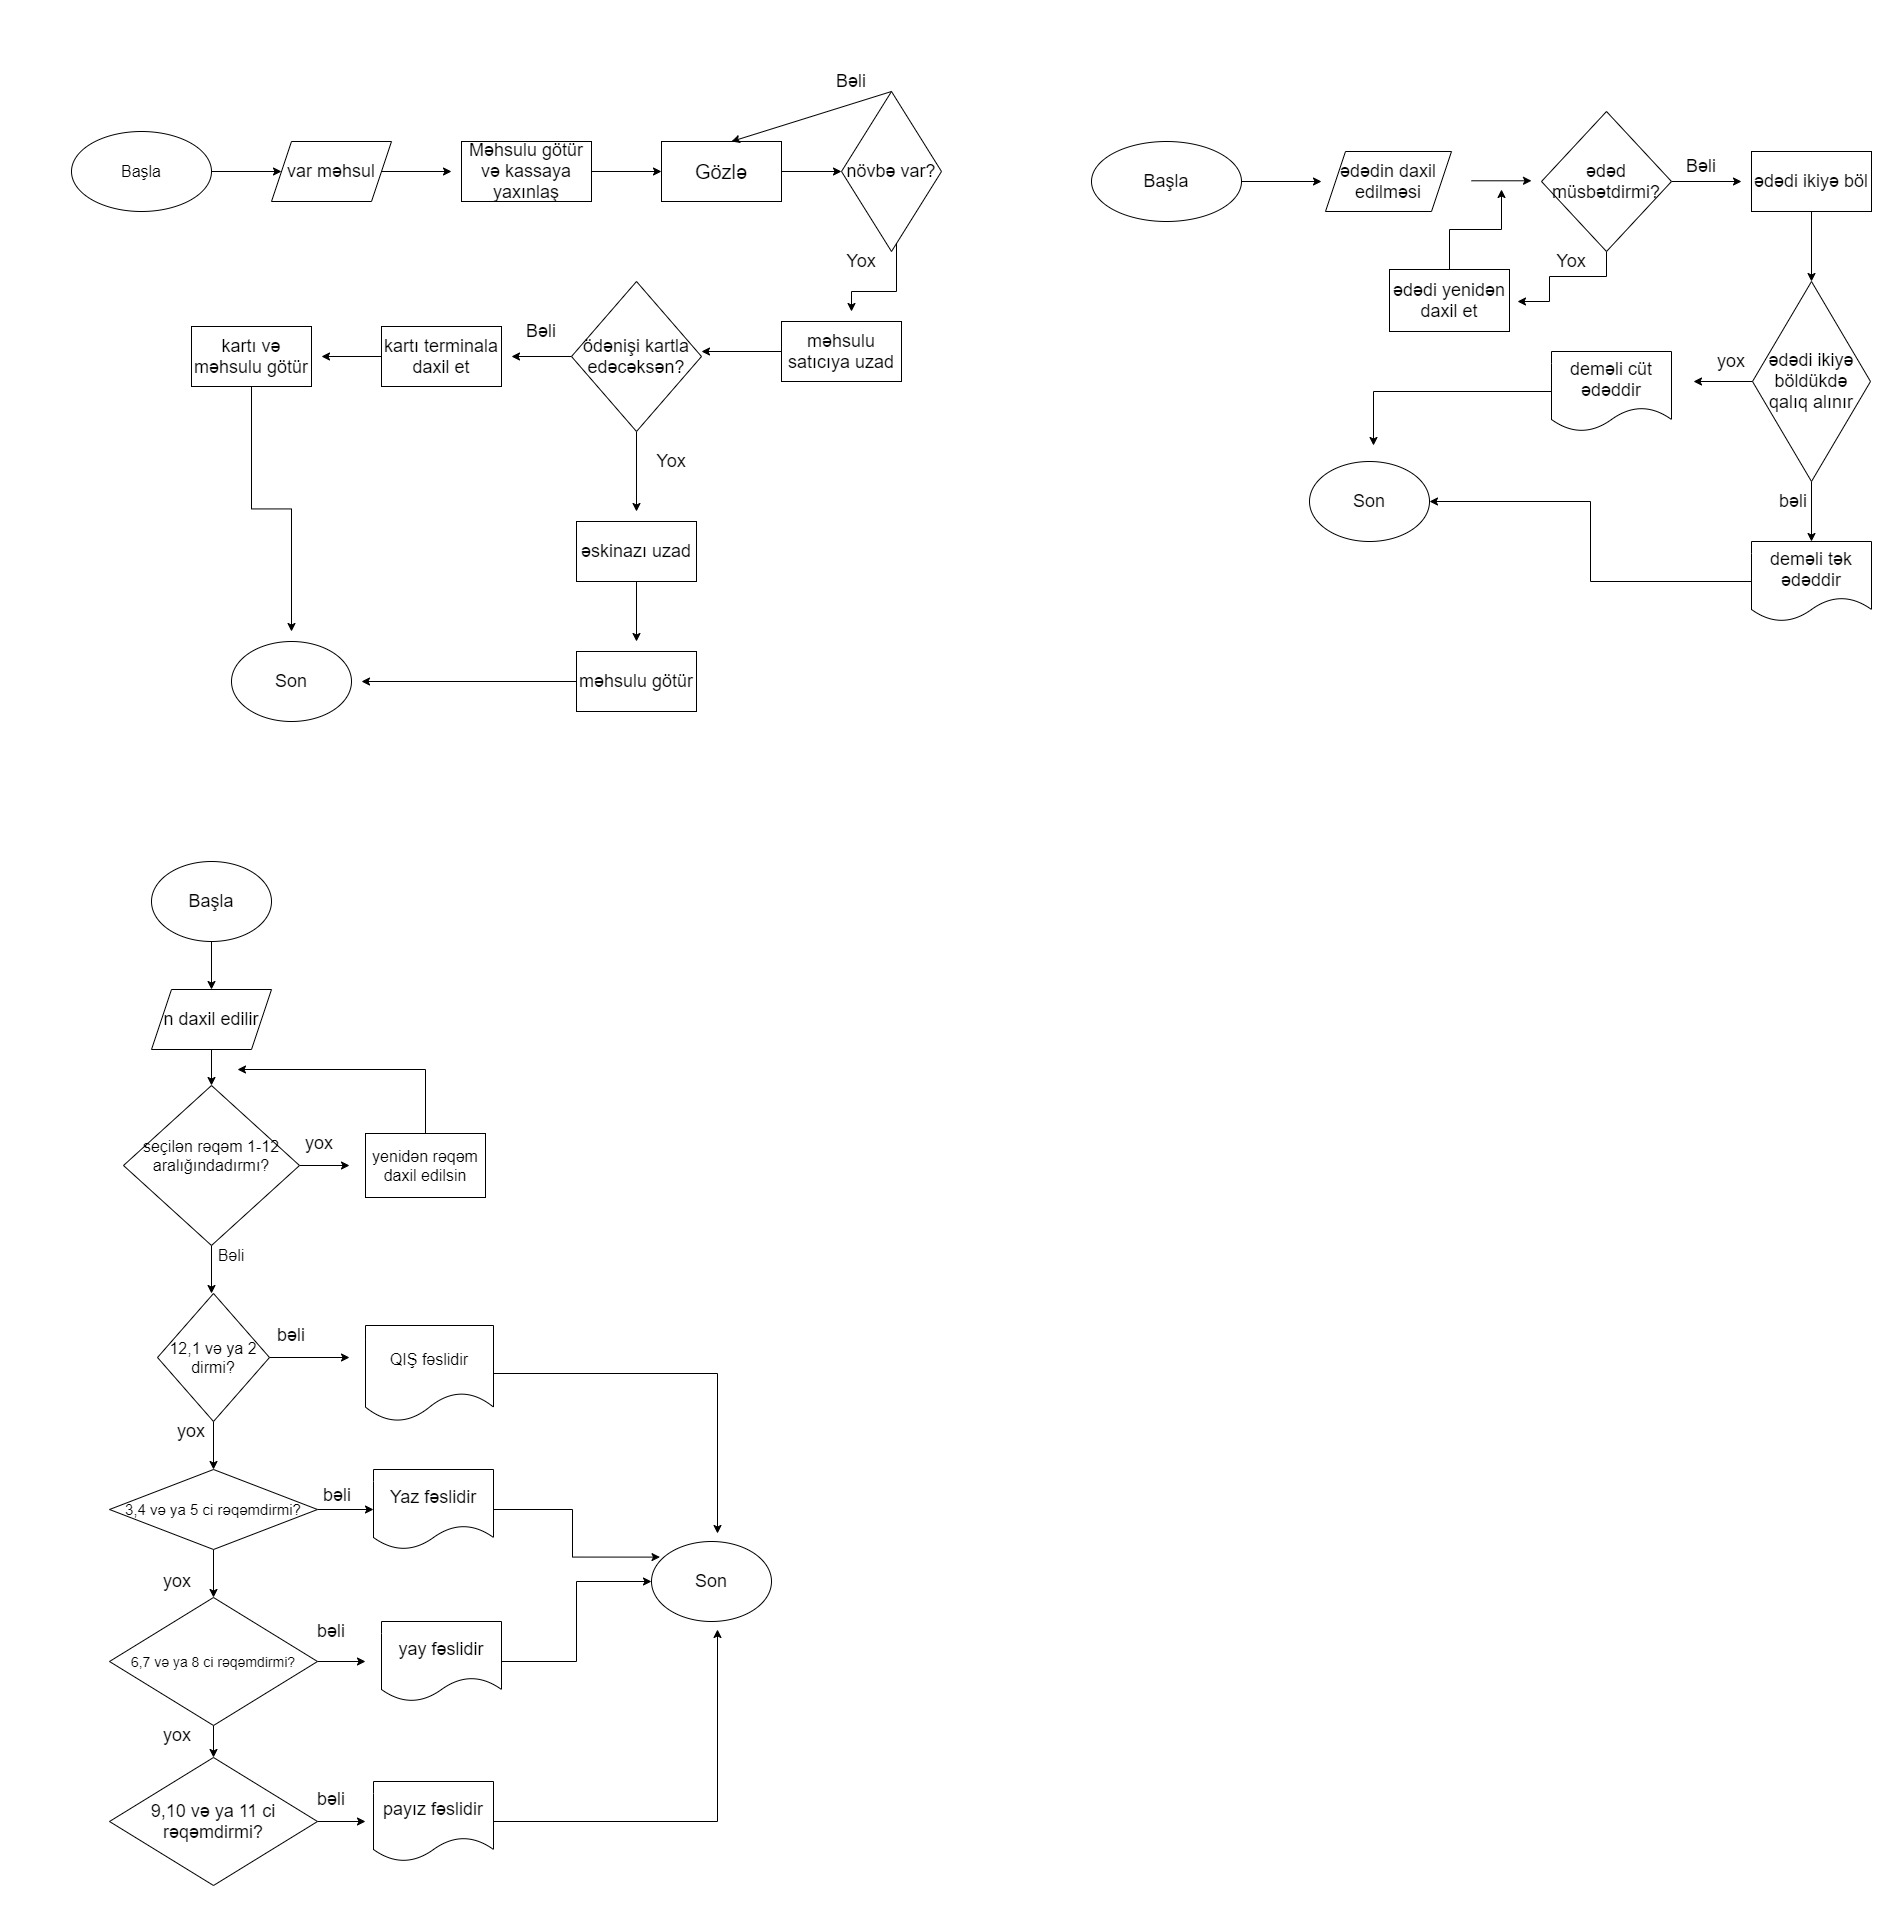 Başla
var məhsul
Məhsulu götür
və kassaya
yaxınlaş
Gözlə
Bəli
növbə var?
Yox
məhsulu
satıcıya uzad
ödənişi kartla
edəcəksən?
Bəli
kartı terminala
daxil et
kartı və
məhsulu götür
Yox
əskinazı uzad
məhsulu götür
Son
Başla
ədədin daxil
edilməsi
ədəd
müsbətdirmi?
Bəli
ədədi ikiyə böl
Yox
ədədi yenidən
daxil et
ədədi ikiyə
böldükdə
qalıq alınır
yox
deməli cüt
ədəddir
bəli
deməli tək
ədəddir
Son
Başla
n daxil edilir
seçilən rəqəm 1-12
aralığındadırmı?
yox
yenidən rəqəm
daxil edilsin
Bəli
12,1 və ya 2
dirmi?
bəli
QIŞ fəslidir
yox
3,4 və ya 5 ci rəqəmdirmi?
bəli
Yaz fəslidir
yox
6,7 və ya 8 ci rəqəmdirmi?
bəli
yay fəslidir
yox
9,10 və ya 11 ci
rəqəmdirmi?
bəli
payız fəslidir
Son